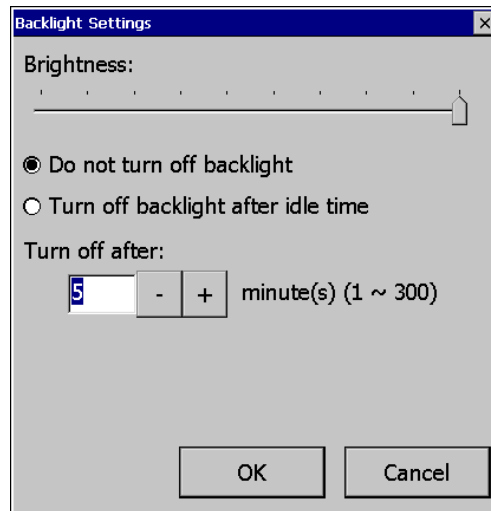 Backlight Settings
Brightness:
Do not turn off backlight
Turn off backlight after idle time
Turn off after:
5 - + minute(s) (1 ~ 300)
OK Cancel